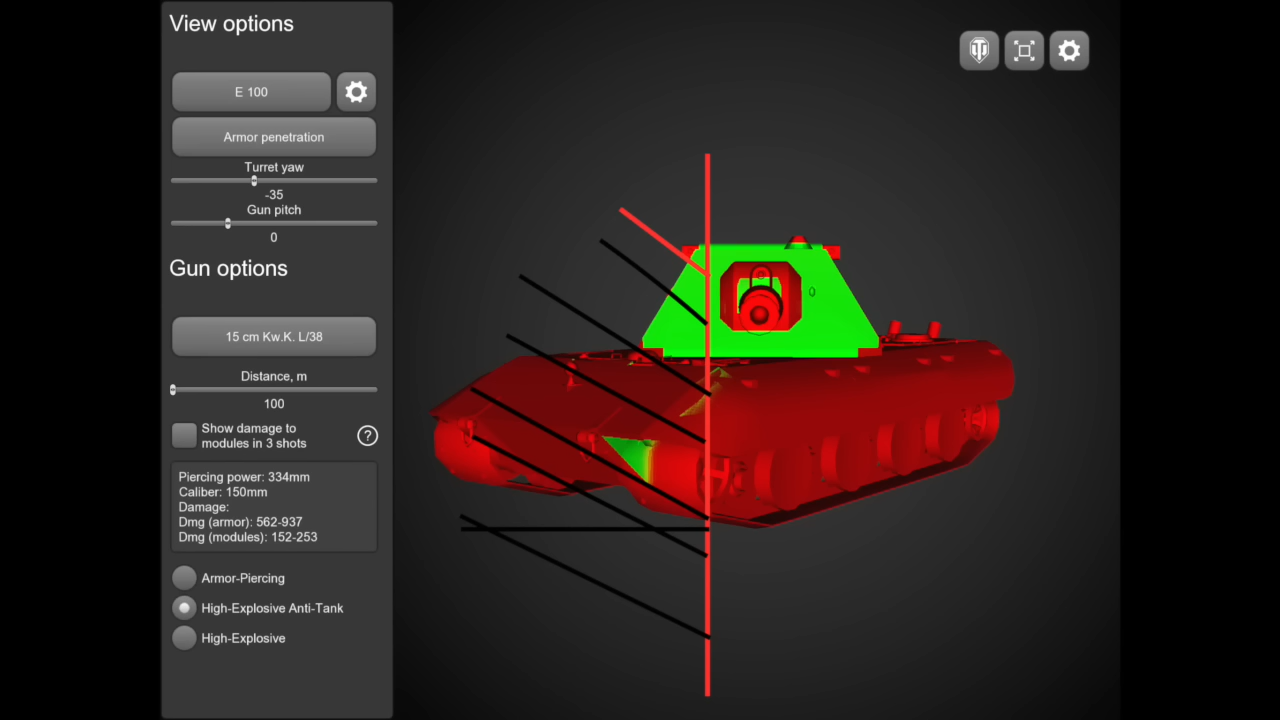 View options
E 100
Armor penetration
Turret yaw
-35
Gun pitch
0
Gun options
15 cm Kw.K. L/38
Distance, m
100
Show damage to
modules in 3 shots
?
Piercing power: 334mm
Caliber: 150mm
Damage:
Dmg (armor): 562-937
Dmg (modules): 152-253
Armor-Piercing
High-Explosive Anti-Tank
High-Explosive